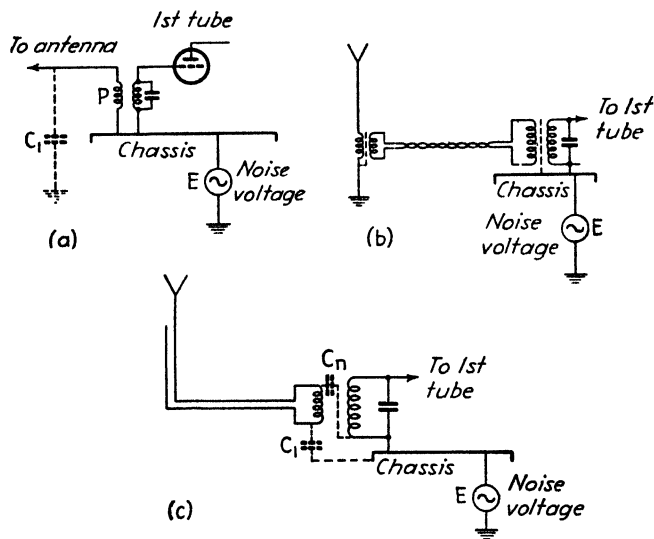 1st tube
To antenna
P
C1
Chassis
E
Noise
voltage
(a)
To 1st
tube
Chassis
Noise
voltage
E
(b)
Cn
To 1st
tube
C1
Chassis
E
Noise
voltage
(c)